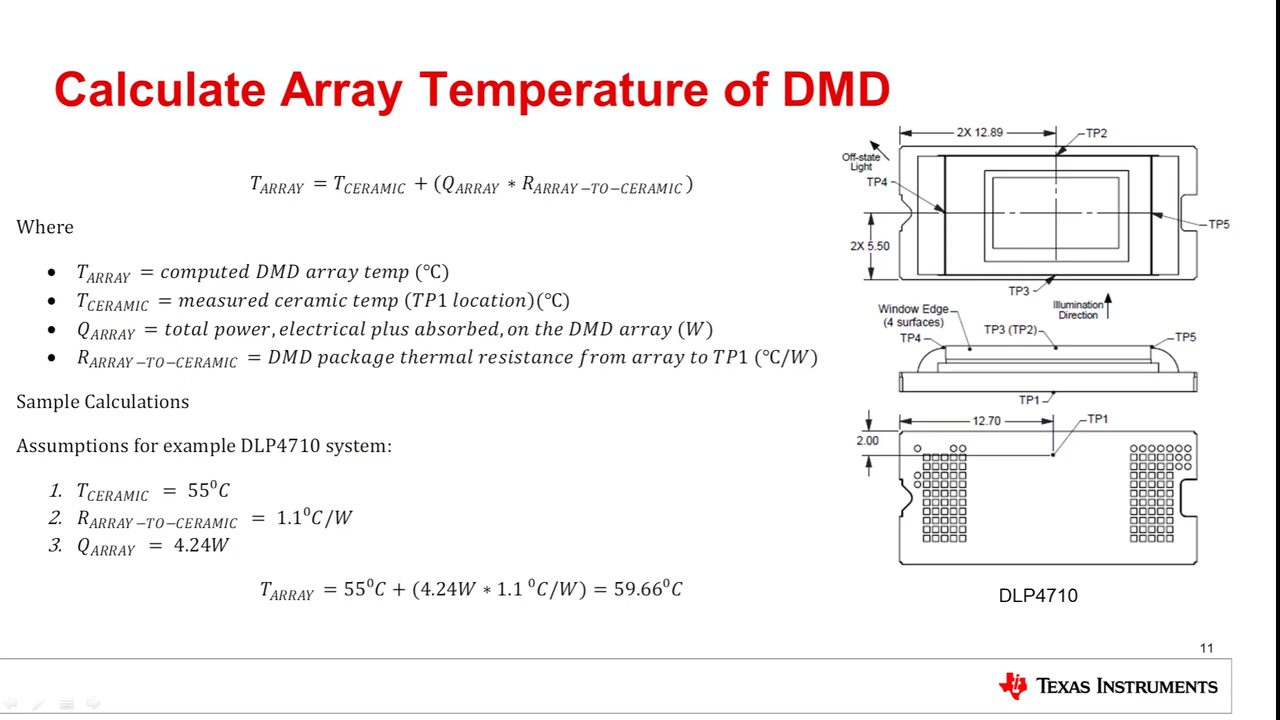 Calculate Array Temperature of DMD
T_ARRAY = T_CERAMIC + (Q_ARRAY * R_ARRAY−TO−CERAMIC)
Where
• T_ARRAY = computed DMD array temp (°C)
• T_CERAMIC = measured ceramic temp (TP1 location)(°C)
• Q_ARRAY = total power, electrical plus absorbed, on the DMD array (W)
• R_ARRAY−TO−CERAMIC = DMD package thermal resistance from array to TP1 (°C/W)
Sample Calculations
Assumptions for example DLP4710 system:
1. T_CERAMIC = 55⁰C
2. R_ARRAY−TO−CERAMIC = 1.1⁰C/W
3. Q_ARRAY = 4.24W
T_ARRAY = 55⁰C + (4.24W * 1.1 ⁰C/W) = 59.66⁰C
2X 12.89
TP2
Off-state
Light
TP4
TP5
2X 5.50
TP3
Illumination
Direction
Window Edge
(4 surfaces)
TP4
TP3 (TP2)
TP5
TP1
12.70
TP1
2.00
DLP4710
11
TEXAS INSTRUMENTS